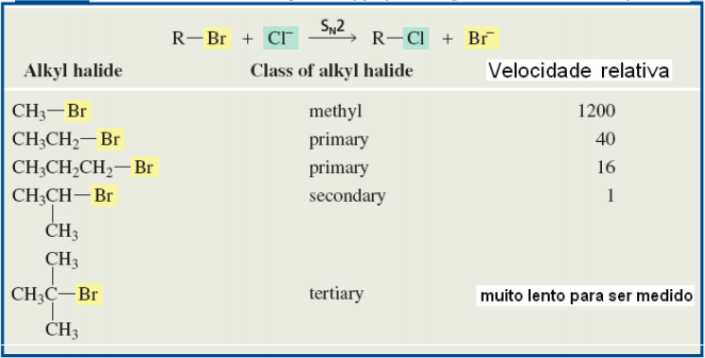 R—Br + Cl⁻ —SN2→ R—Cl + Br⁻
Alkyl halide Class of alkyl halide Velocidade relativa
CH₃—Br methyl 1200
CH₃CH₂—Br primary 40
CH₃CH₂CH₂—Br primary 16
CH₃CH—Br secondary 1
CH₃
CH₃
CH₃C—Br tertiary muito lento para ser medido
CH₃